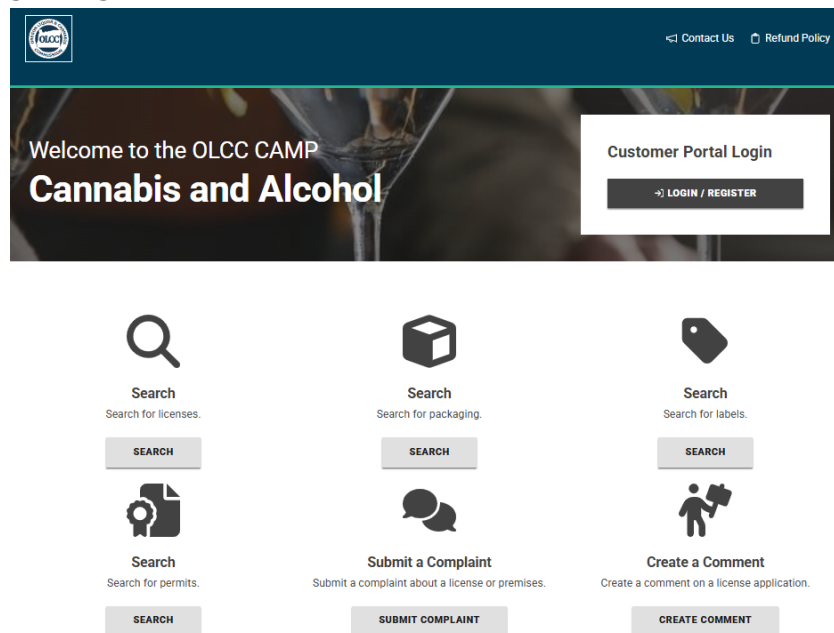 OLCC
Contact Us
Refund Policy
Welcome to the OLCC CAMP
Cannabis and Alcohol
Customer Portal Login
LOGIN / REGISTER
Search
Search for licenses.
SEARCH
Search
Search for packaging.
SEARCH
Search
Search for labels.
SEARCH
Search
Search for permits.
SEARCH
Submit a Complaint
Submit a complaint about a license or premises.
SUBMIT COMPLAINT
Create a Comment
Create a comment on a license application.
CREATE COMMENT